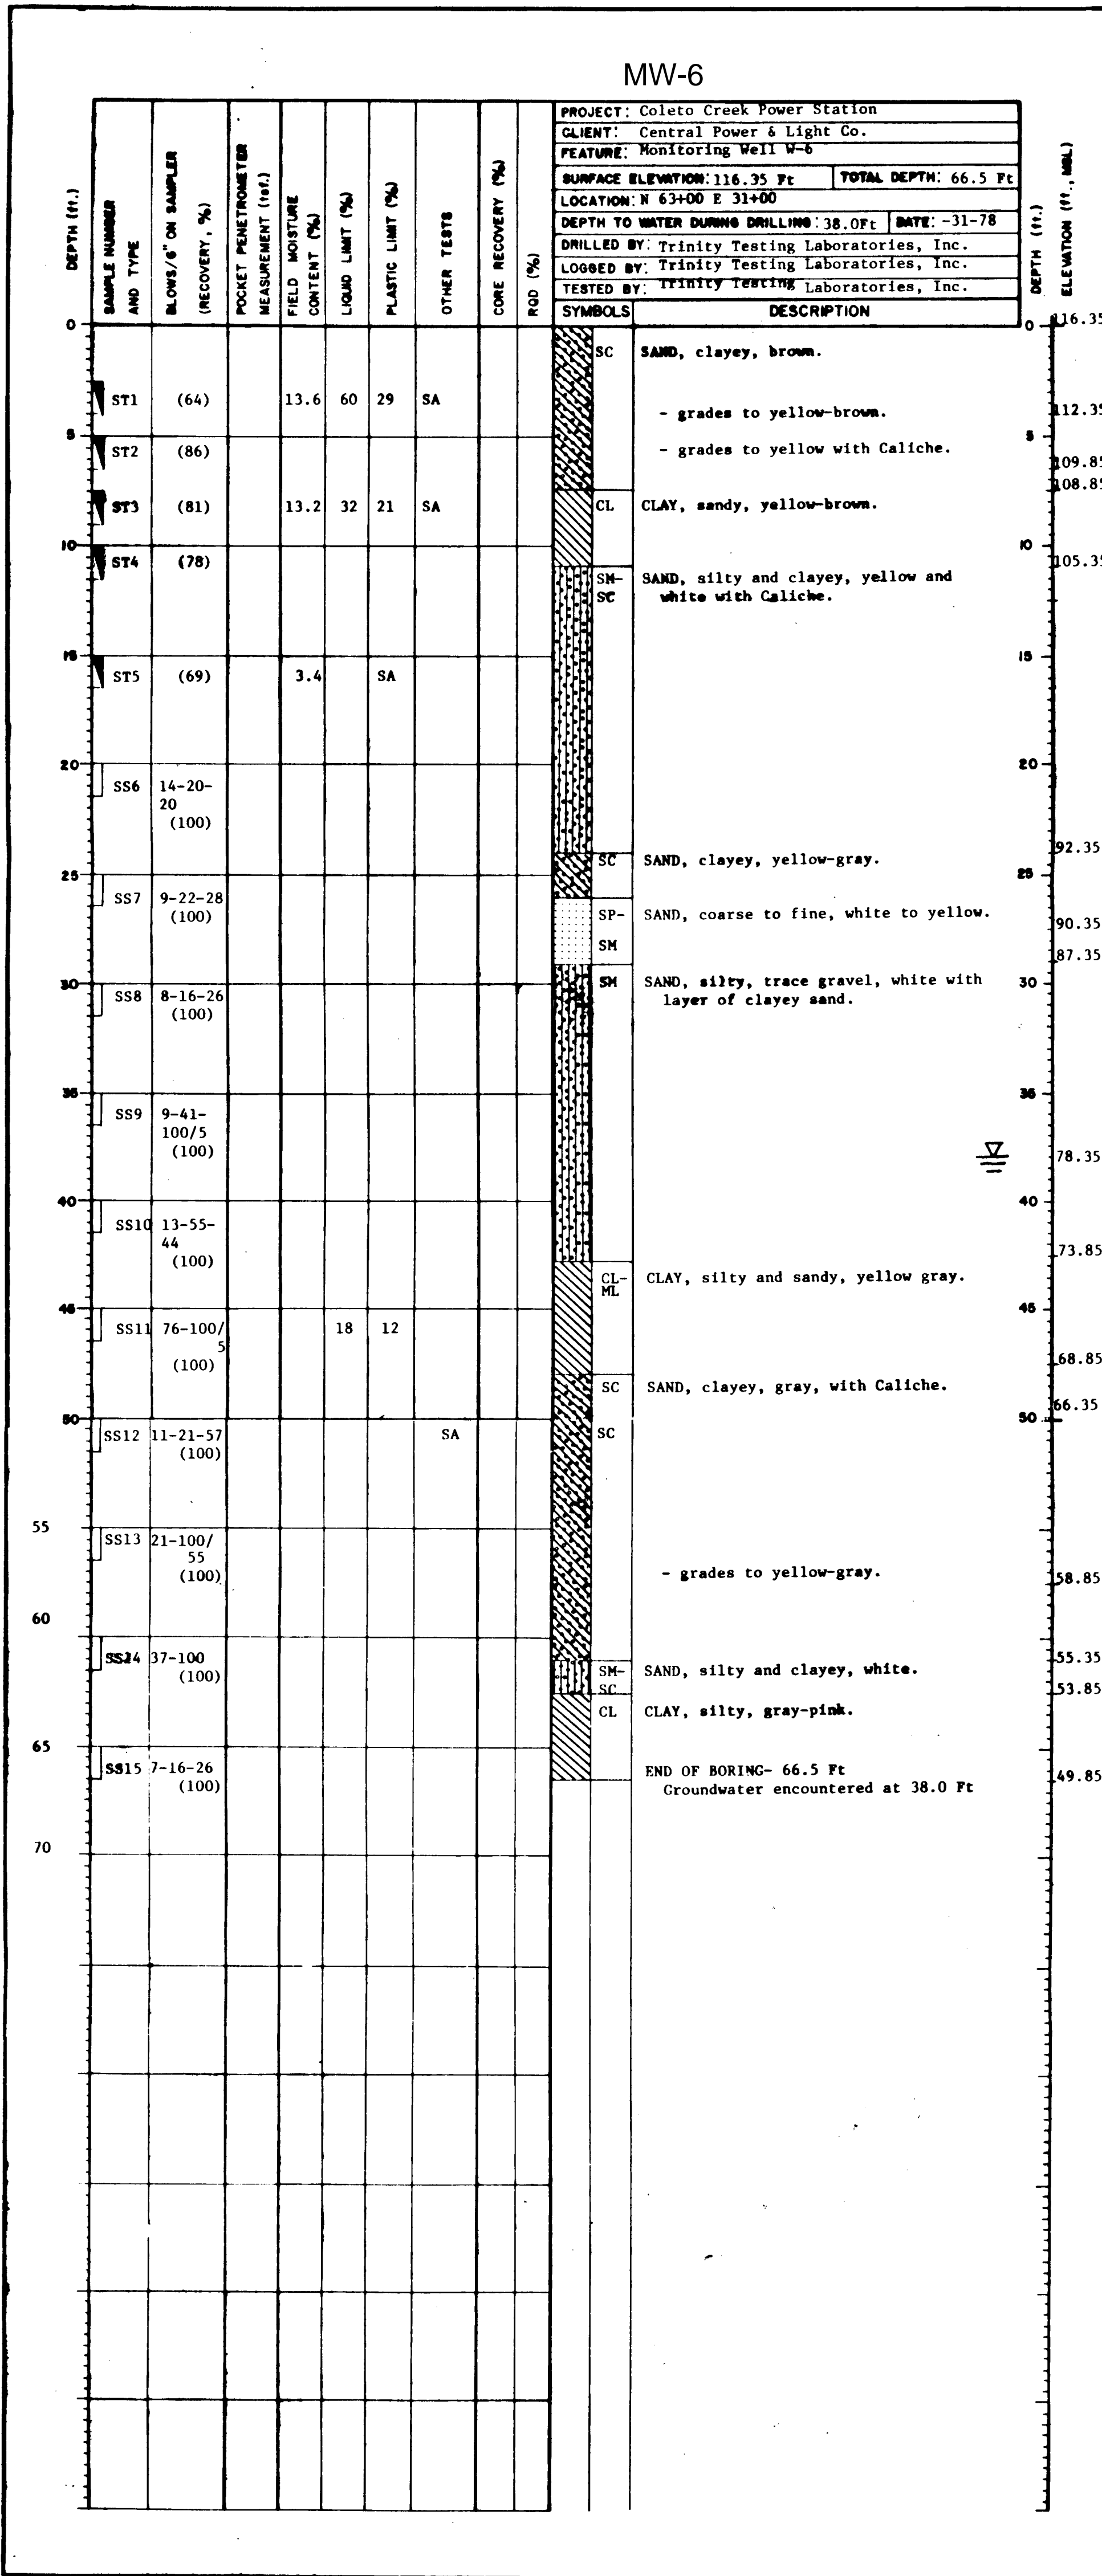 MW-6
PROJECT: Coleto Creek Power Station
CLIENT: Central Power & Light Co.
FEATURE: Monitoring Well W-6
SURFACE ELEVATION: 116.35 Ft TOTAL DEPTH: 66.5 Ft
LOCATION: N 63+00 E 31+00
DEPTH TO WATER DURING DRILLING: 38.0Ft DATE: -31-78
DRILLED BY: Trinity Testing Laboratories, Inc.
LOGGED BY: Trinity Testing Laboratories, Inc.
TESTED BY: Trinity Testing Laboratories, Inc.
SYMBOLS DESCRIPTION
DEPTH (ft.)
SAMPLE NUMBER
AND TYPE
BLOWS/6" ON SAMPLER
(RECOVERY, %)
POCKET PENETROMETER
MEASUREMENT (tsf.)
FIELD MOISTURE
CONTENT (%)
LIQUID LIMIT (%)
PLASTIC LIMIT (%)
OTHER TESTS
CORE RECOVERY (%)
RQD (%)
DEPTH (ft.)
ELEVATION (ft., MSL)
0 0 116.35
SC SAND, clayey, brown.
ST1 (64) 13.6 60 29 SA
- grades to yellow-brown. 112.35
5 5
ST2 (86) - grades to yellow with Caliche.
109.85
108.85
ST3 (81) 13.2 32 21 SA CL CLAY, sandy, yellow-brown.
10 10
ST4 (78) 105.35
SM- SAND, silty and clayey, yellow and
SC white with Caliche.
15 15
ST5 (69) 3.4 SA
20 20
SS6 14-20-
20
(100)
92.35
SC SAND, clayey, yellow-gray.
25 25
SS7 9-22-28
(100) SP- SAND, coarse to fine, white to yellow.
90.35
SM
87.35
30 SM SAND, silty, trace gravel, white with 30
SS8 8-16-26 layer of clayey sand.
(100)
35 35
SS9 9-41-
100/5
(100)
78.35
40 40
SS10 13-55-
44
(100)
73.85
CL- CLAY, silty and sandy, yellow gray.
ML
45 45
SS11 76-100/ 18 12
5
(100)
68.85
SC SAND, clayey, gray, with Caliche.
66.35
50 50
SS12 11-21-57 SA SC
(100)
55
SS13 21-100/
55
(100) - grades to yellow-gray. 58.85
60
SS14 37-100 55.35
(100) SM- SAND, silty and clayey, white.
SC 53.85
CL CLAY, silty, gray-pink.
65
SS15 7-16-26 END OF BORING- 66.5 Ft 49.85
(100) Groundwater encountered at 38.0 Ft
70